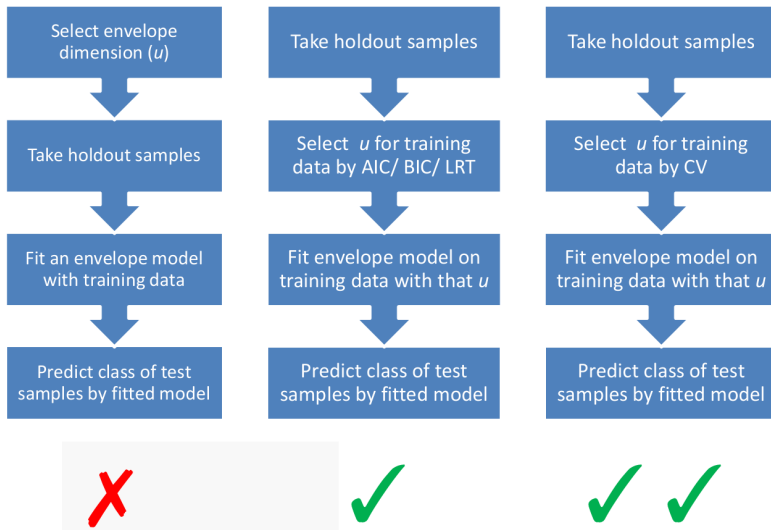 Select envelope
dimension (u)
Take holdout samples
Fit an envelope model
with training data
Predict class of test
samples by fitted model
Take holdout samples
Select u for training
data by AIC/ BIC/ LRT
Fit envelope model on
training data with that u
Predict class of test
samples by fitted model
Take holdout samples
Select u for training
data by CV
Fit envelope model on
training data with that u
Predict class of test
samples by fitted model